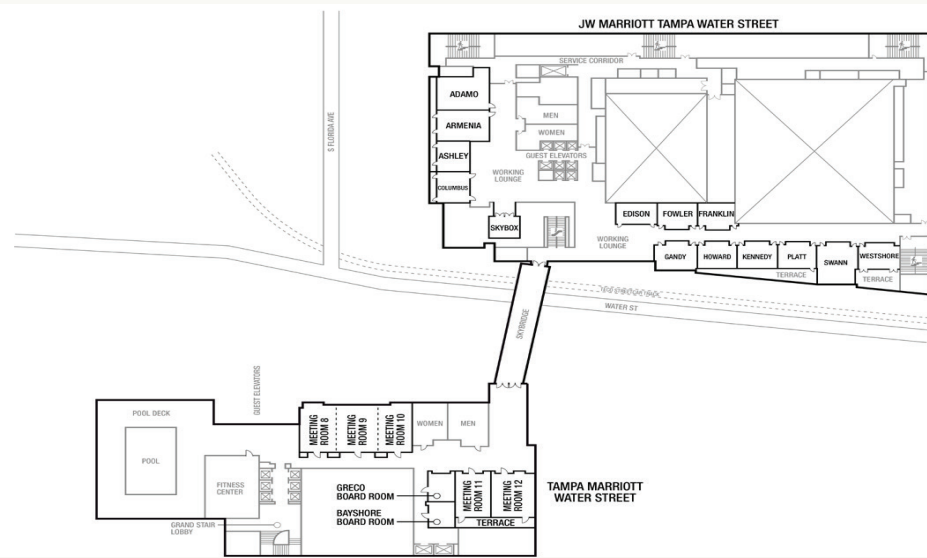 JW MARRIOTT TAMPA WATER STREET
SERVICE CORRIDOR
ADAMO
ARMENIA
ASHLEY
COLUMBUS
MEN
WOMEN
GUEST ELEVATORS
WORKING
LOUNGE
SKYBOX
EDISON
FOWLER
FRANKLIN
WORKING
LOUNGE
GANDY
HOWARD
KENNEDY
PLATT
SWANN
WESTSHORE
TERRACE
TERRACE
S FLORIDA AVE
WATER ST
SKYBRIDGE
GUEST ELEVATORS
POOL DECK
POOL
FITNESS
CENTER
GRAND STAIR
LOBBY
MEETING
ROOM 8
MEETING
ROOM 9
MEETING
ROOM 10
WOMEN
MEN
GRECO
BOARD ROOM
BAYSHORE
BOARD ROOM
MEETING
ROOM 11
MEETING
ROOM 12
TERRACE
TAMPA MARRIOTT
WATER STREET